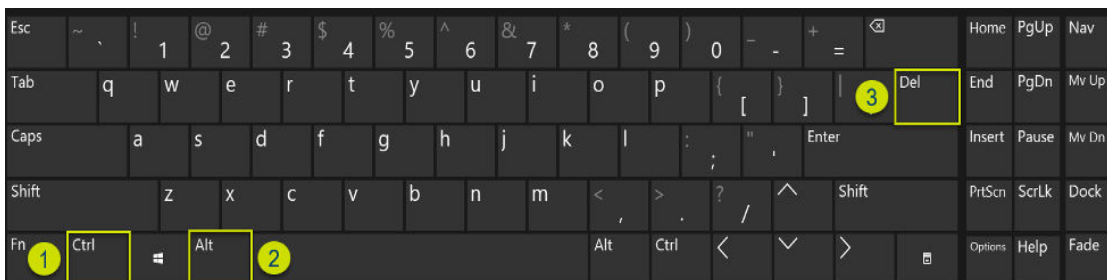 Esc ~ ` ! 1 @ 2 # 3 $ 4 % 5 ^ 6 & 7 * 8 ( 9 ) 0 _ - + = Home PgUp Nav
Tab q w e r t y u i o p { [ } ] | 3 Del End PgDn Mv Up
Caps a s d f g h j k l : ; " ' Enter Insert Pause Mv Dn
Shift z x c v b n m < , > . ? / Shift PrtScn ScrLk Dock
Fn 1 Ctrl Alt 2 Alt Ctrl Options Help Fade